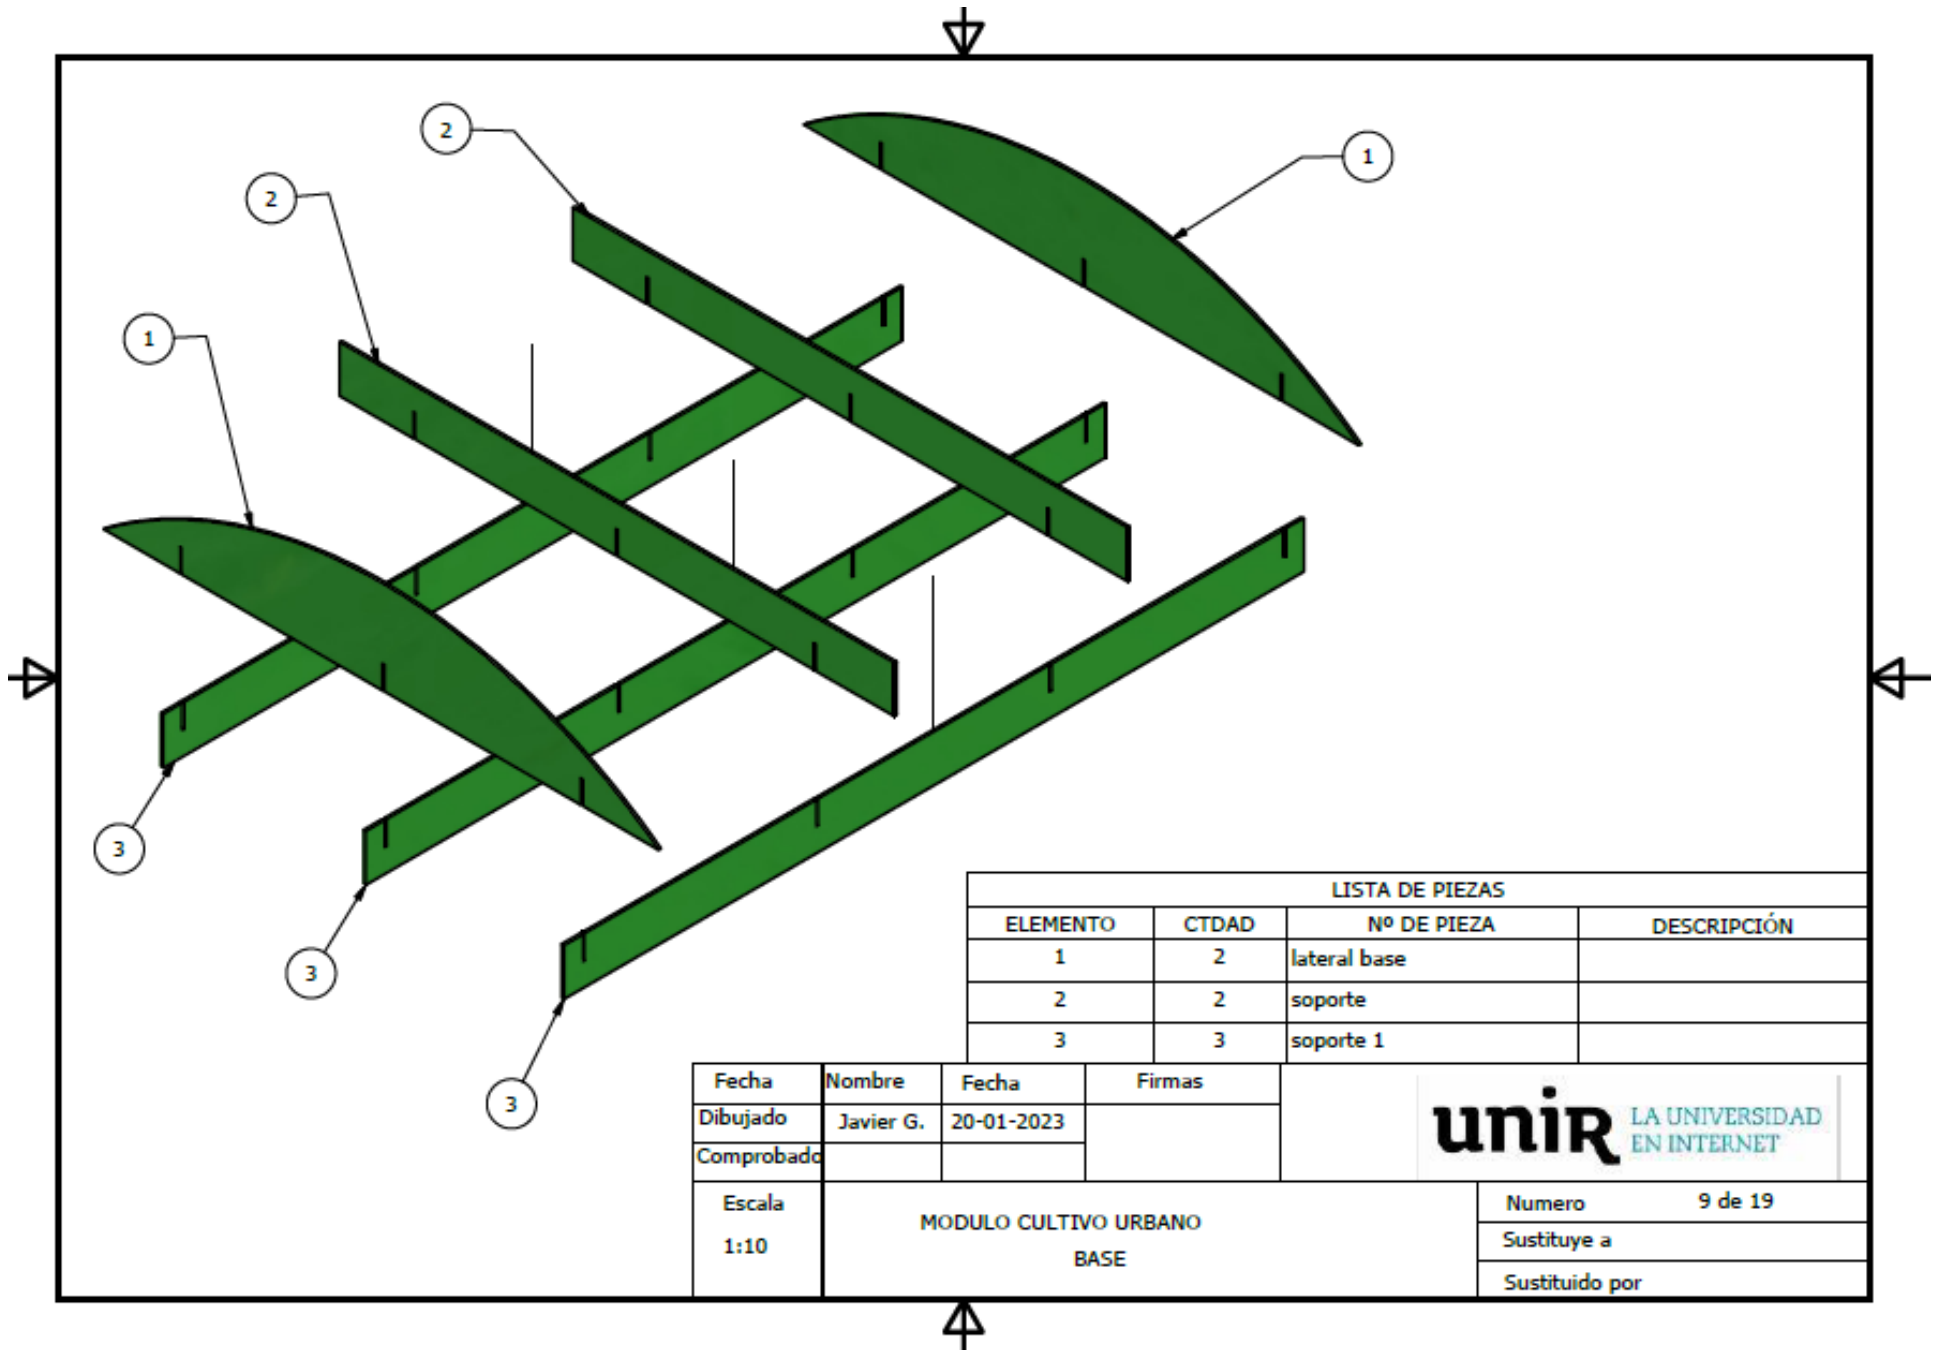 2
2
1
1
3
3
3
LISTA DE PIEZAS
ELEMENTO CTDAD Nº DE PIEZA DESCRIPCIÓN
1 2 lateral base
2 2 soporte
3 3 soporte 1
Fecha Nombre Fecha Firmas
Dibujado Javier G. 20-01-2023
Comprobado
unir LA UNIVERSIDAD
EN INTERNET
Escala
1:10
MODULO CULTIVO URBANO
BASE
Numero 9 de 19
Sustituye a
Sustituido por